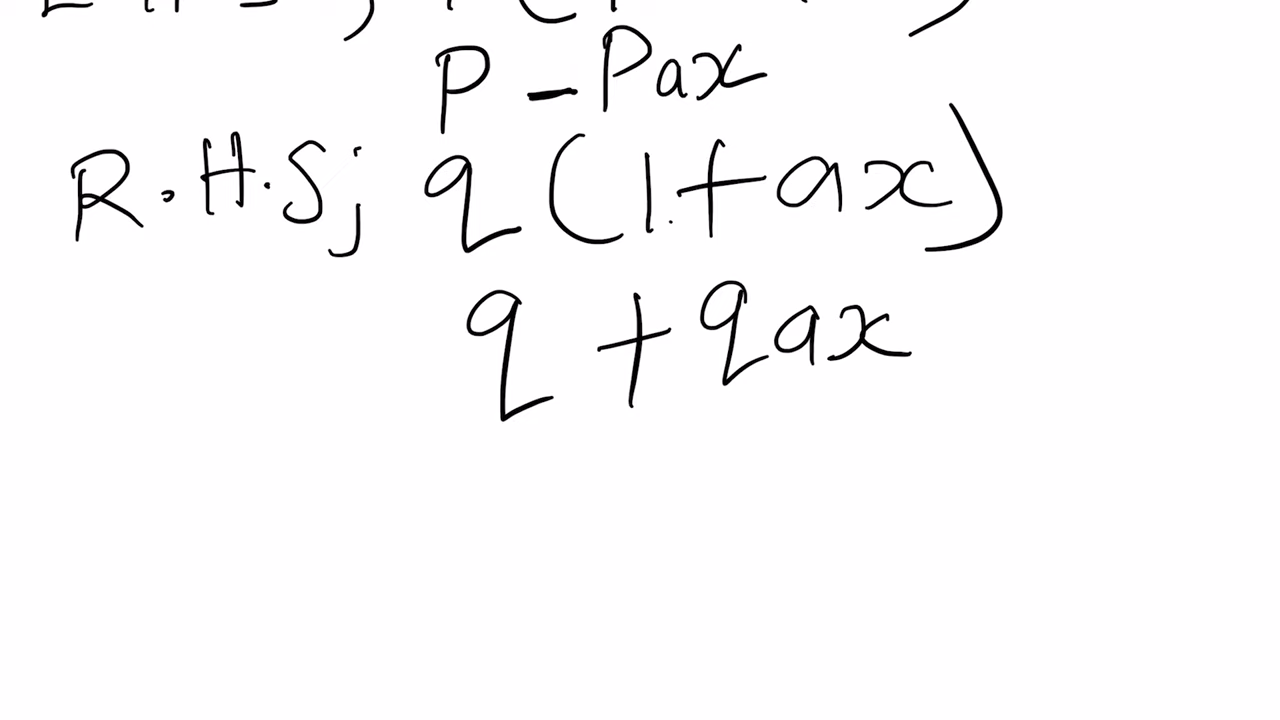 P - Pax
R.H.S; q (1 + ax)
q + qax